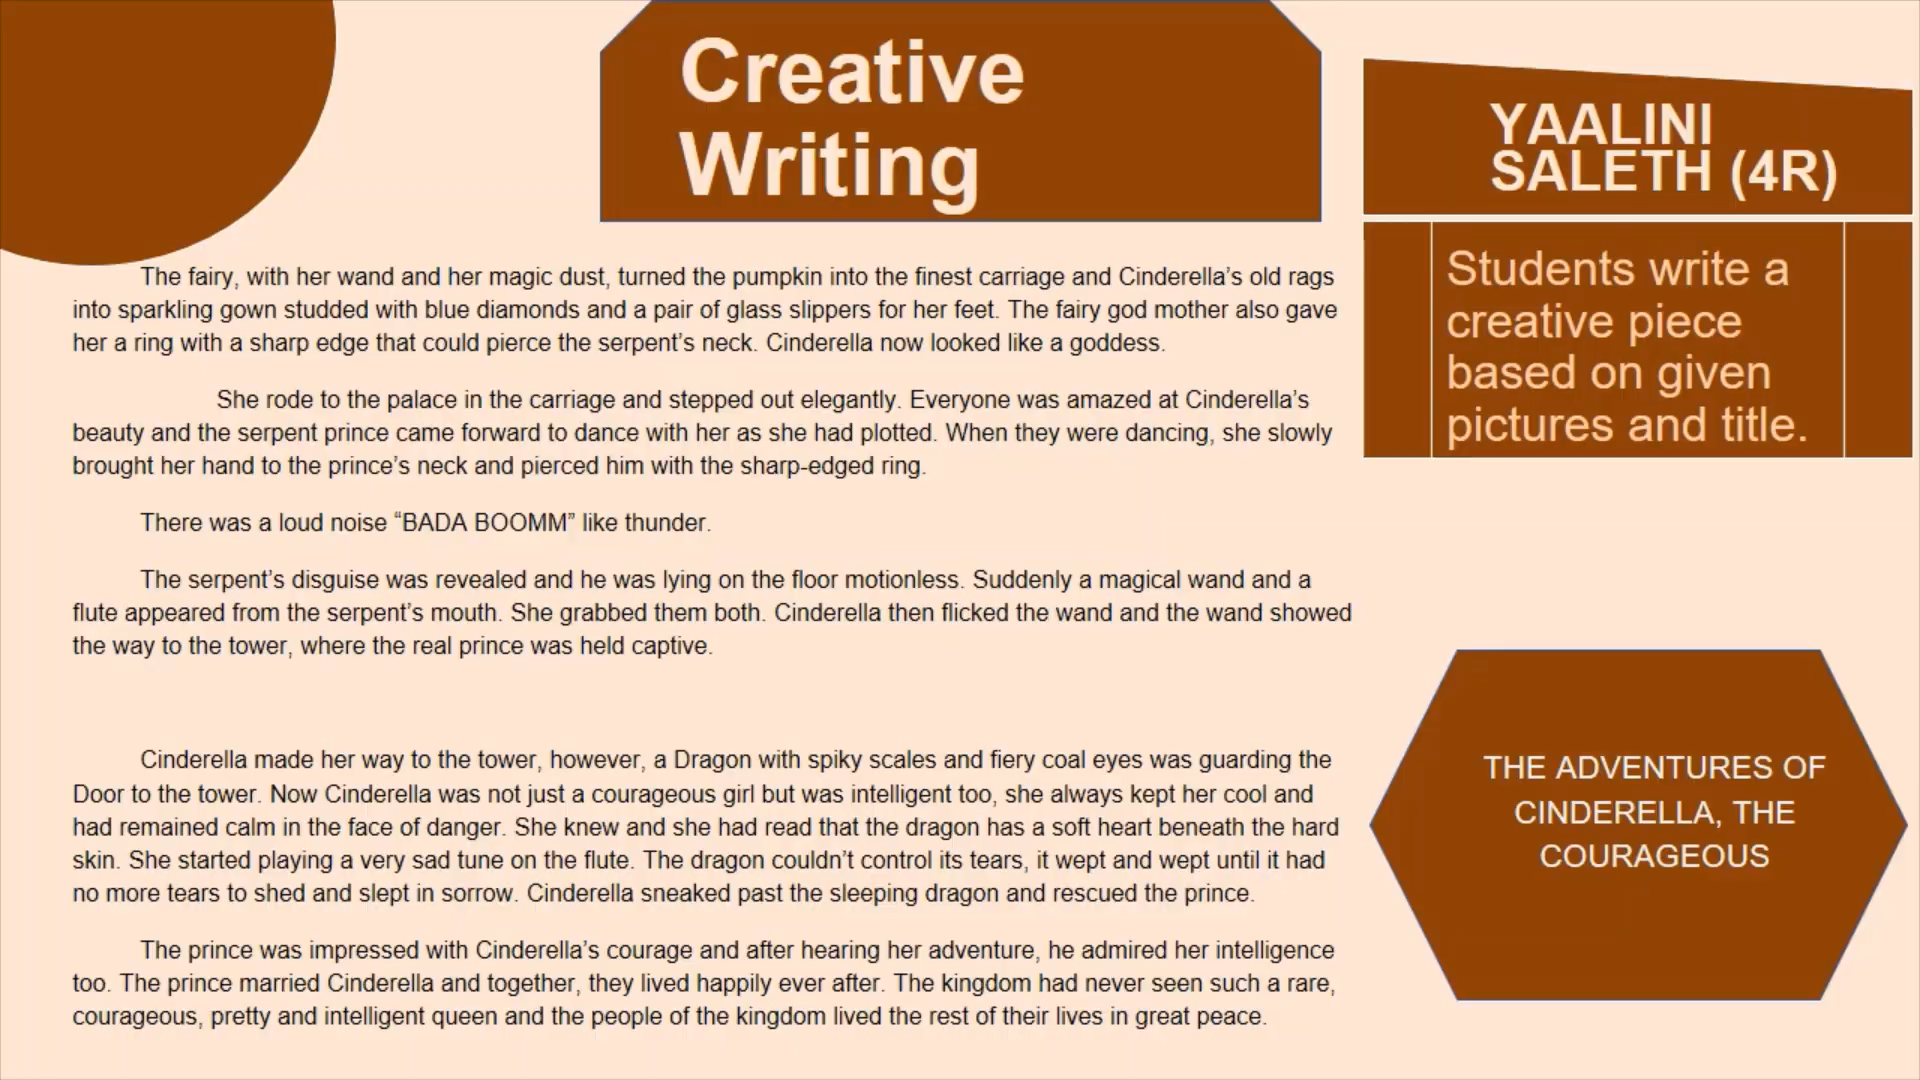 Creative
Writing
YAALINI
SALETH (4R)
Students write a
creative piece
based on given
pictures and title.
The fairy, with her wand and her magic dust, turned the pumpkin into the finest carriage and Cinderella’s old rags
into sparkling gown studded with blue diamonds and a pair of glass slippers for her feet. The fairy god mother also gave
her a ring with a sharp edge that could pierce the serpent’s neck. Cinderella now looked like a goddess.
She rode to the palace in the carriage and stepped out elegantly. Everyone was amazed at Cinderella’s
beauty and the serpent prince came forward to dance with her as she had plotted. When they were dancing, she slowly
brought her hand to the prince’s neck and pierced him with the sharp-edged ring.
There was a loud noise “BADA BOOMM” like thunder.
The serpent’s disguise was revealed and he was lying on the floor motionless. Suddenly a magical wand and a
flute appeared from the serpent’s mouth. She grabbed them both. Cinderella then flicked the wand and the wand showed
the way to the tower, where the real prince was held captive.
Cinderella made her way to the tower, however, a Dragon with spiky scales and fiery coal eyes was guarding the
Door to the tower. Now Cinderella was not just a courageous girl but was intelligent too, she always kept her cool and
had remained calm in the face of danger. She knew and she had read that the dragon has a soft heart beneath the hard
skin. She started playing a very sad tune on the flute. The dragon couldn’t control its tears, it wept and wept until it had
no more tears to shed and slept in sorrow. Cinderella sneaked past the sleeping dragon and rescued the prince.
The prince was impressed with Cinderella’s courage and after hearing her adventure, he admired her intelligence
too. The prince married Cinderella and together, they lived happily ever after. The kingdom had never seen such a rare,
courageous, pretty and intelligent queen and the people of the kingdom lived the rest of their lives in great peace.
THE ADVENTURES OF
CINDERELLA, THE
COURAGEOUS